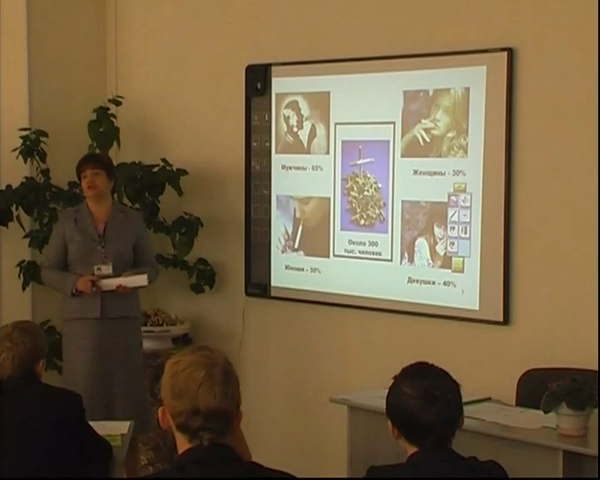 Мужчины - 65%
Женщины - 30%
Около 300
тыс. человек
Юноши - 50%
Девушки - 40%